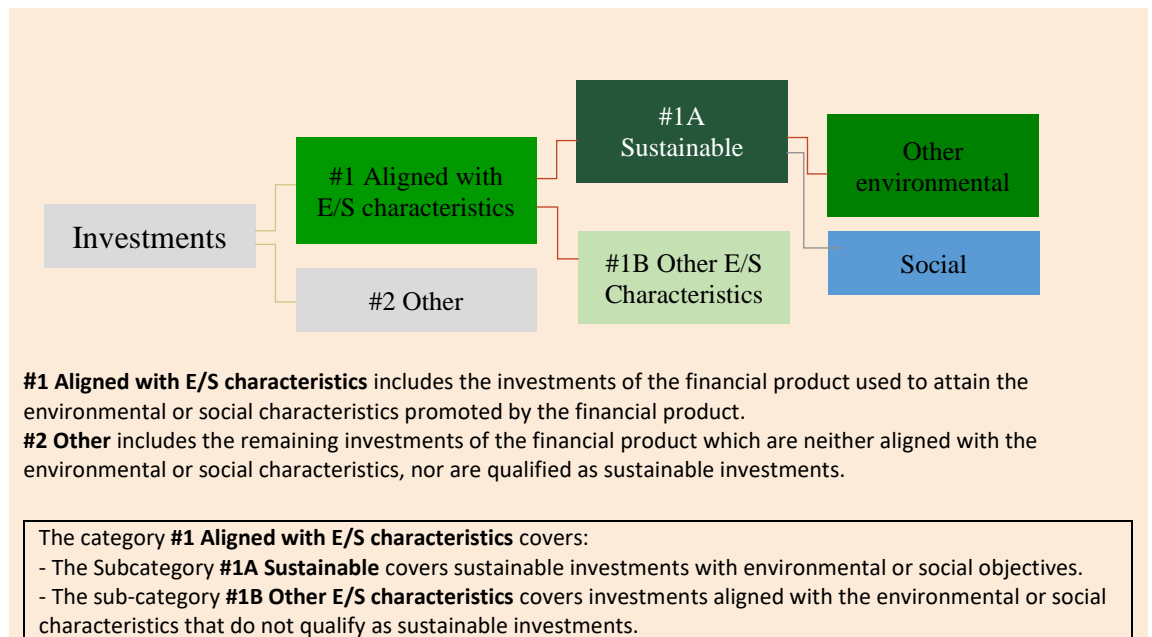 #1A
Sustainable
Other
environmental
#1 Aligned with
E/S characteristics
Investments
#1B Other E/S
Characteristics
Social
#2 Other
#1 Aligned with E/S characteristics includes the investments of the financial product used to attain the
environmental or social characteristics promoted by the financial product.
#2 Other includes the remaining investments of the financial product which are neither aligned with the
environmental or social characteristics, nor are qualified as sustainable investments.
The category #1 Aligned with E/S characteristics covers:
- The Subcategory #1A Sustainable covers sustainable investments with environmental or social objectives.
- The sub-category #1B Other E/S characteristics covers investments aligned with the environmental or social
characteristics that do not qualify as sustainable investments.